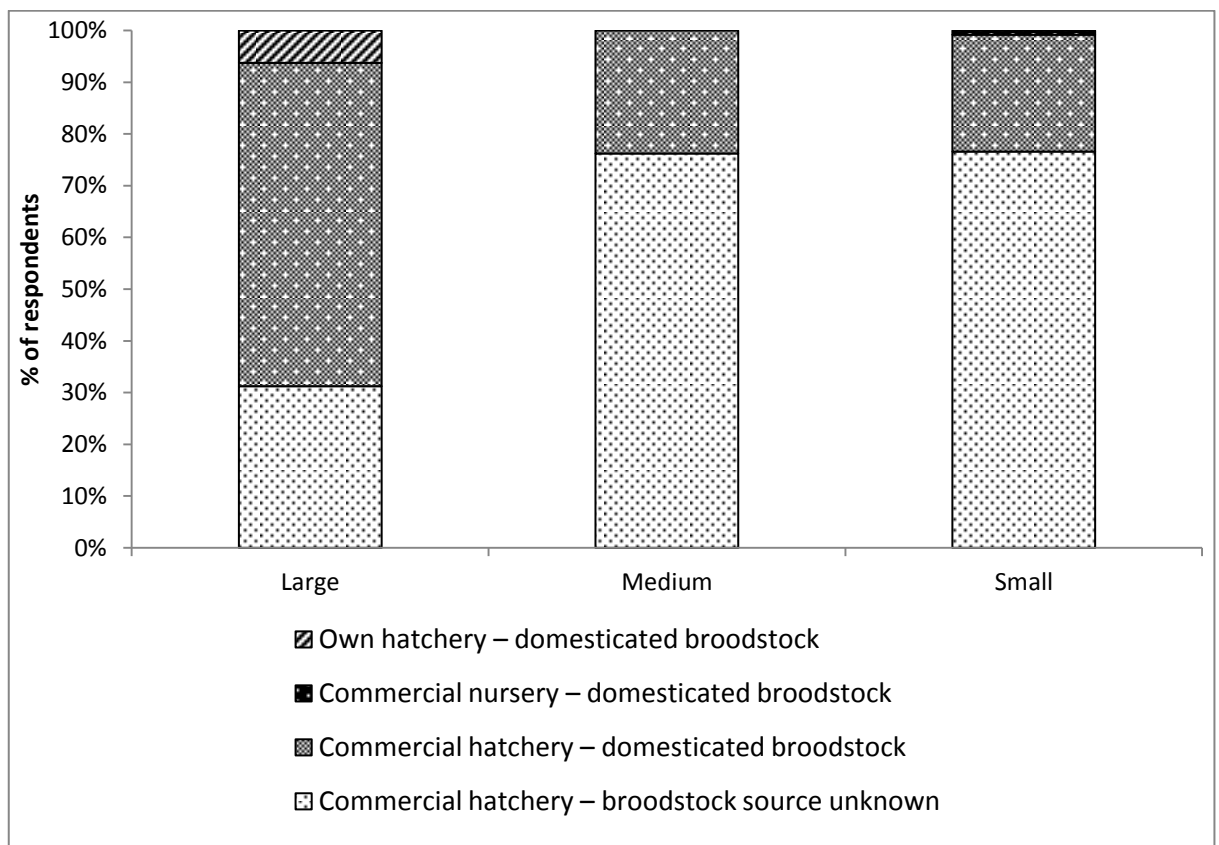 100%
90%
80%
70%
60%
50%
40%
30%
20%
10%
0%
% of respondents
Large Medium Small
Own hatchery – domesticated broodstock
Commercial nursery – domesticated broodstock
Commercial hatchery – domesticated broodstock
Commercial hatchery – broodstock source unknown